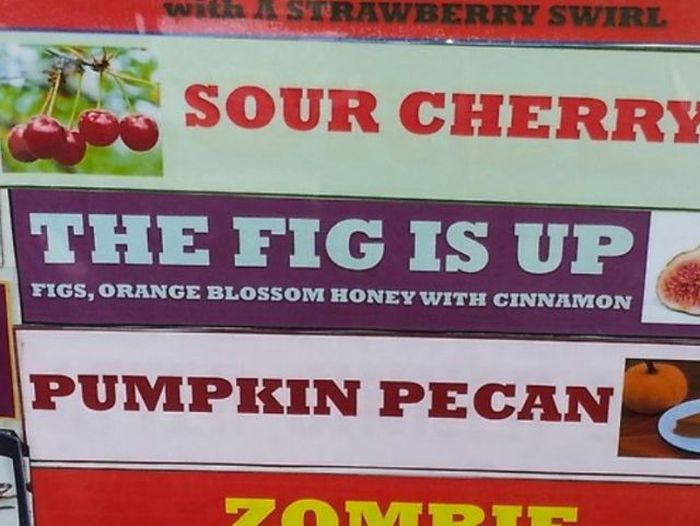 with A STRAWBERRY SWIRL
SOUR CHERRY
THE FIG IS UP
FIGS, ORANGE BLOSSOM HONEY WITH CINNAMON
PUMPKIN PECAN
ZOMBIE